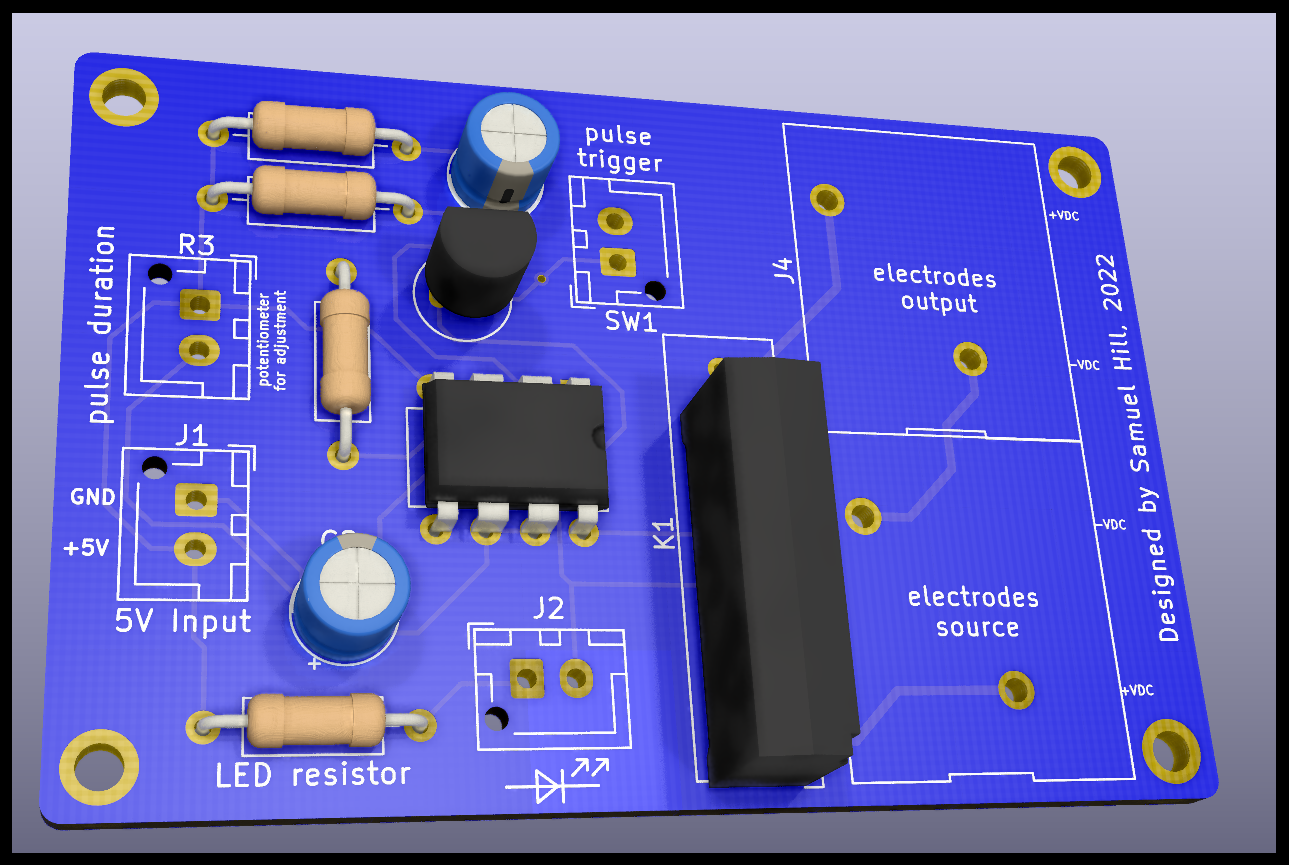 pulse
trigger
SW1
R3
pulse duration
potentiometer
for adjustment
J1
GND
+5V
5V Input
+
LED resistor
J2
K1
J4
electrodes
output
+VDC
-VDC
-VDC
+VDC
electrodes
source
Designed by Samuel Hill, 2022